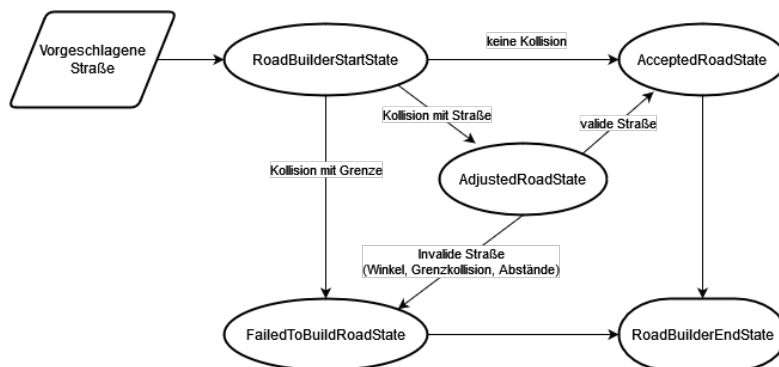 keine Kollision
Vorgeschlagene
Straße
RoadBuilderStartState
AcceptedRoadState
Kollision mit Straße
valide Straße
Kollision mit Grenze
AdjustedRoadState
Invalide Straße
(Winkel, Grenzkollision, Abstände)
FailedToBuildRoadState
RoadBuilderEndState